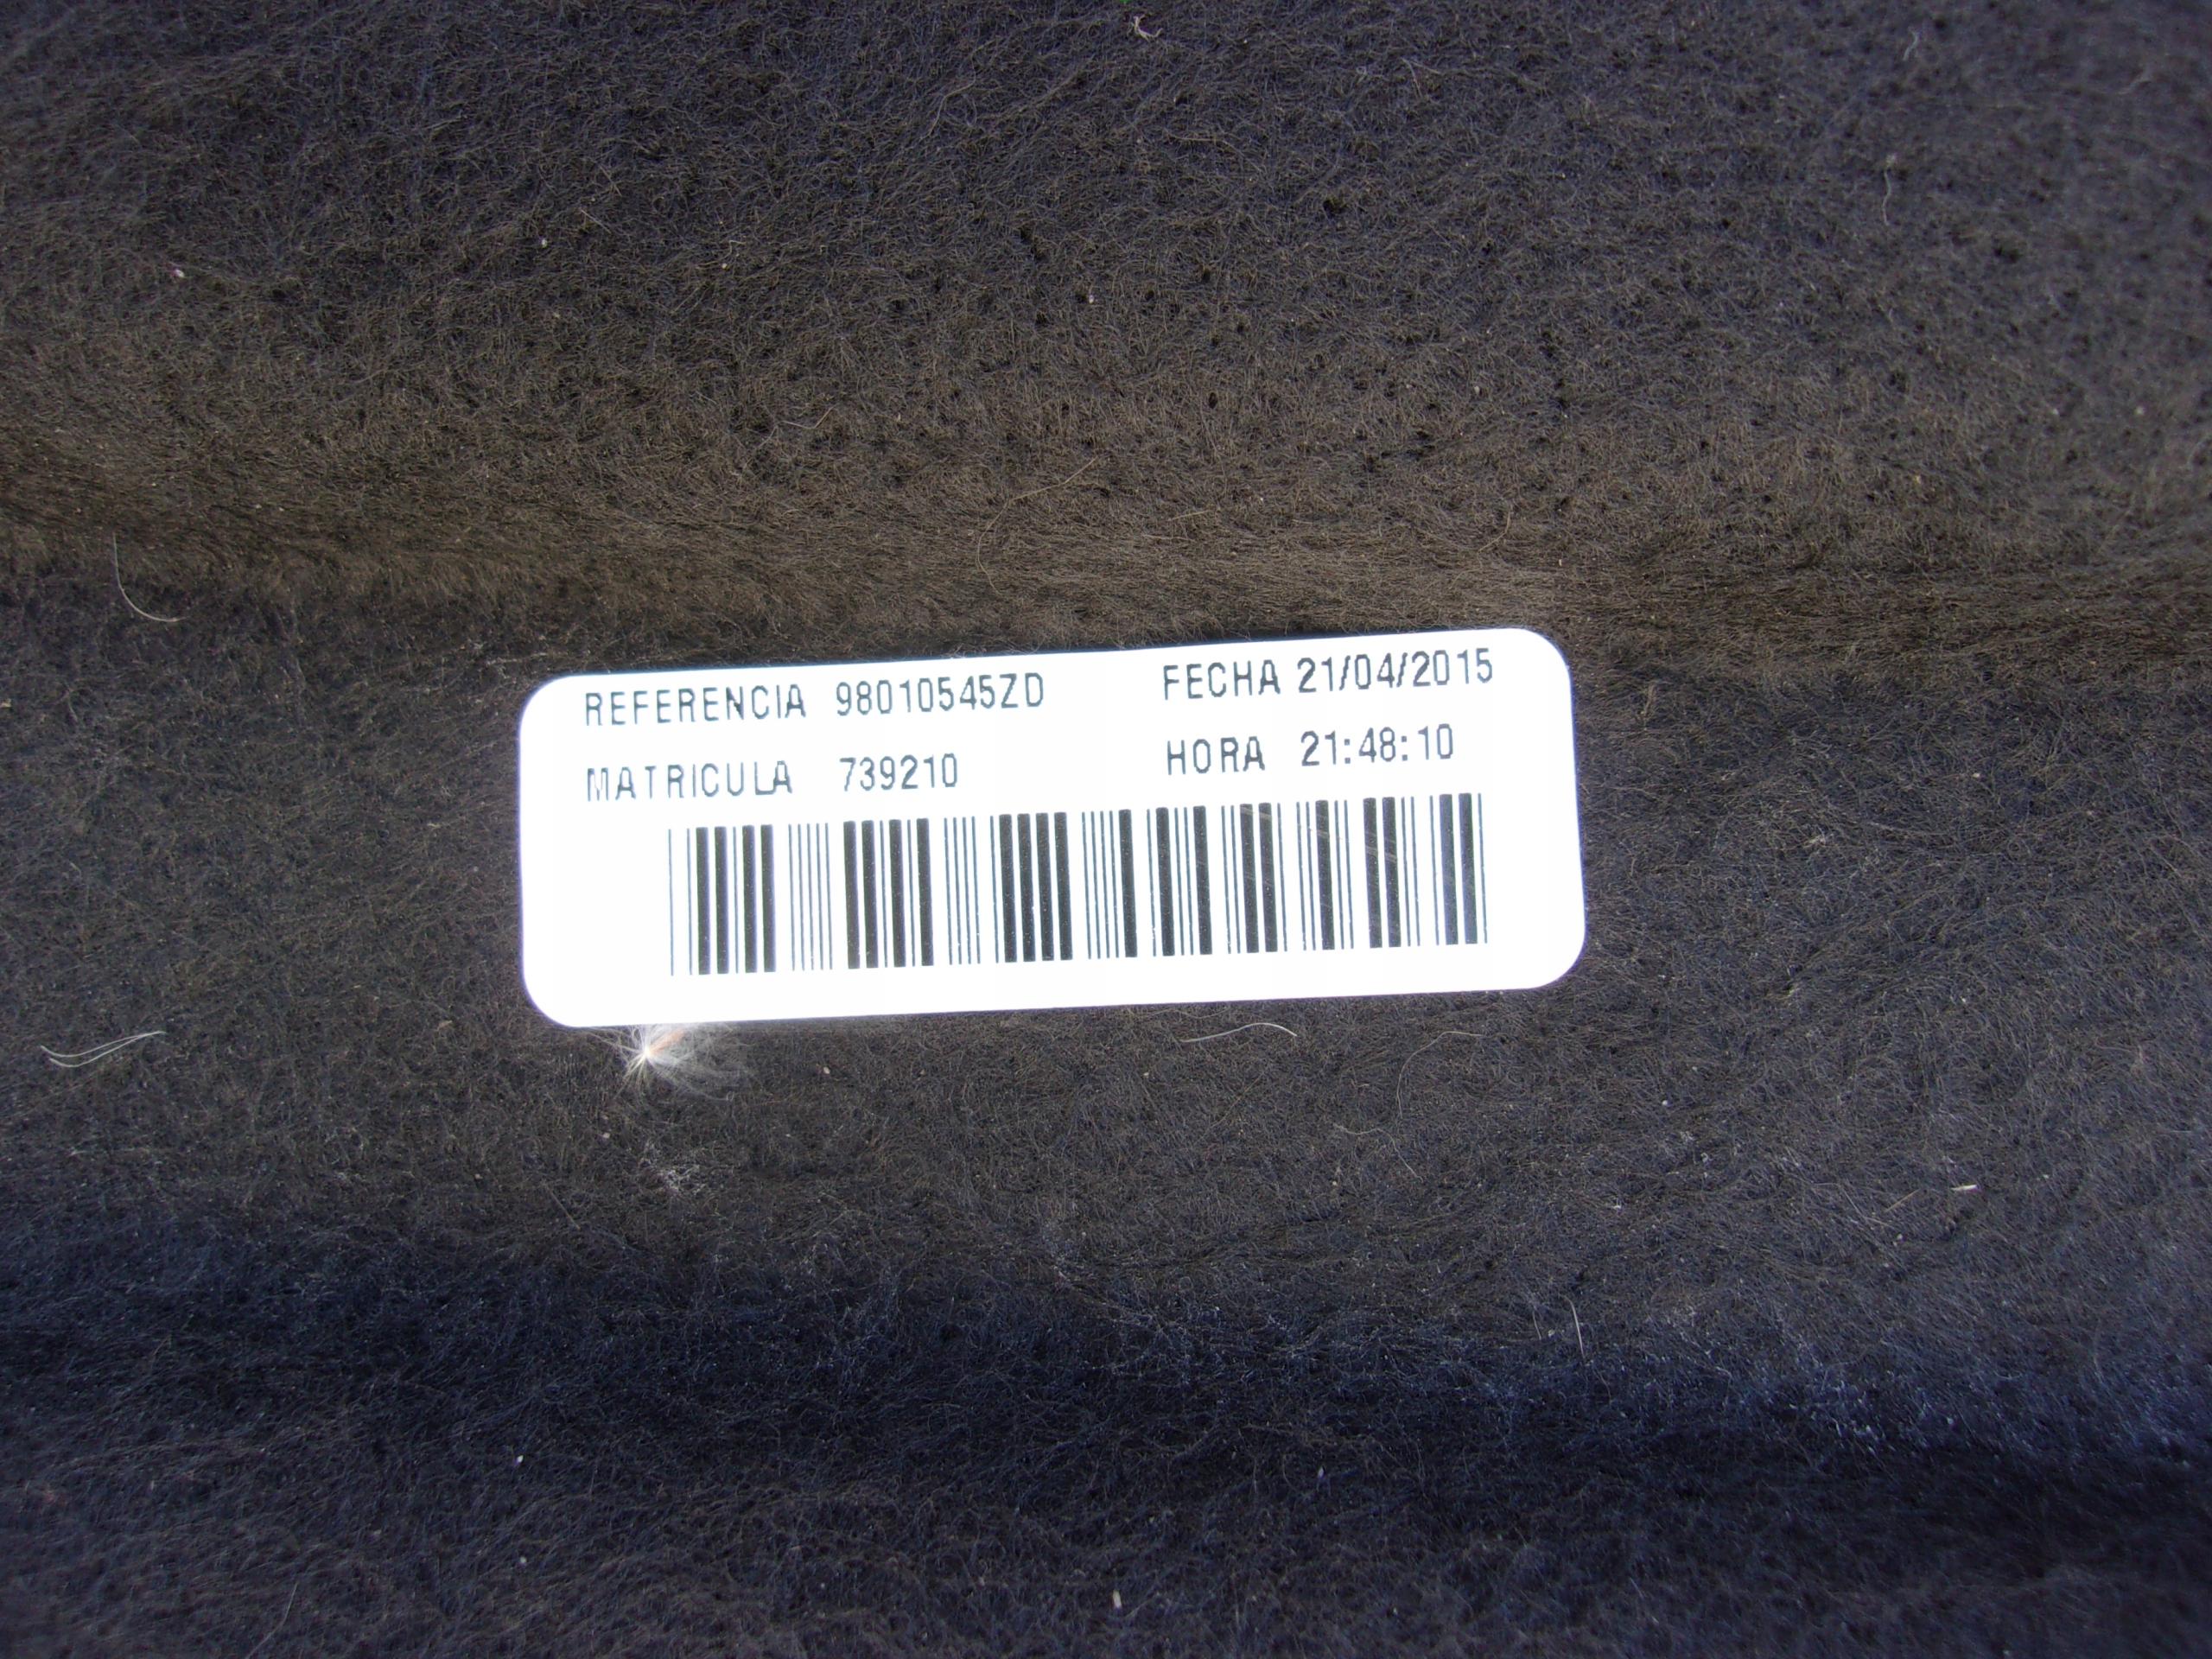 REFERENCIA 98010545ZD FECHA 21/04/2015
MATRICULA 739210 HORA 21:48:10